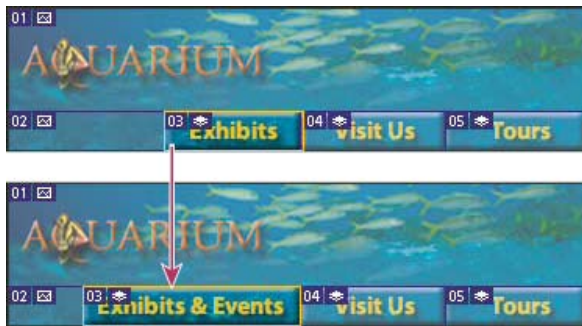 01
AQUARIUM
02 03 Exhibits 04 Visit Us 05 Tours
01
AQUARIUM
02 03 Exhibits & Events 04 Visit Us 05 Tours